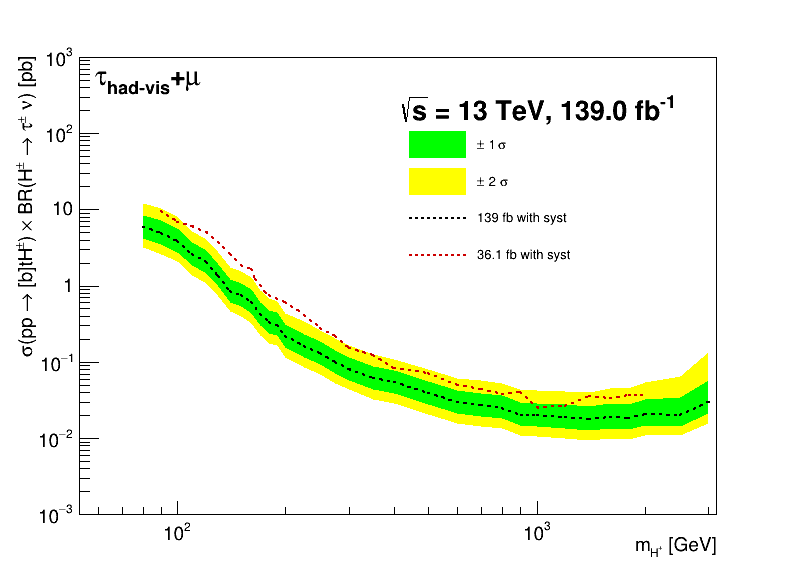 τhad-vis+μ
√s = 13 TeV, 139.0 fb⁻¹
± 1 σ
± 2 σ
139 fb with syst
36.1 fb with syst
σ(pp → [b]tH±) × BR(H± → τ± ν) [pb]
10³
10²
10
1
10⁻¹
10⁻²
10⁻³
10² 10³
mH⁺ [GeV]